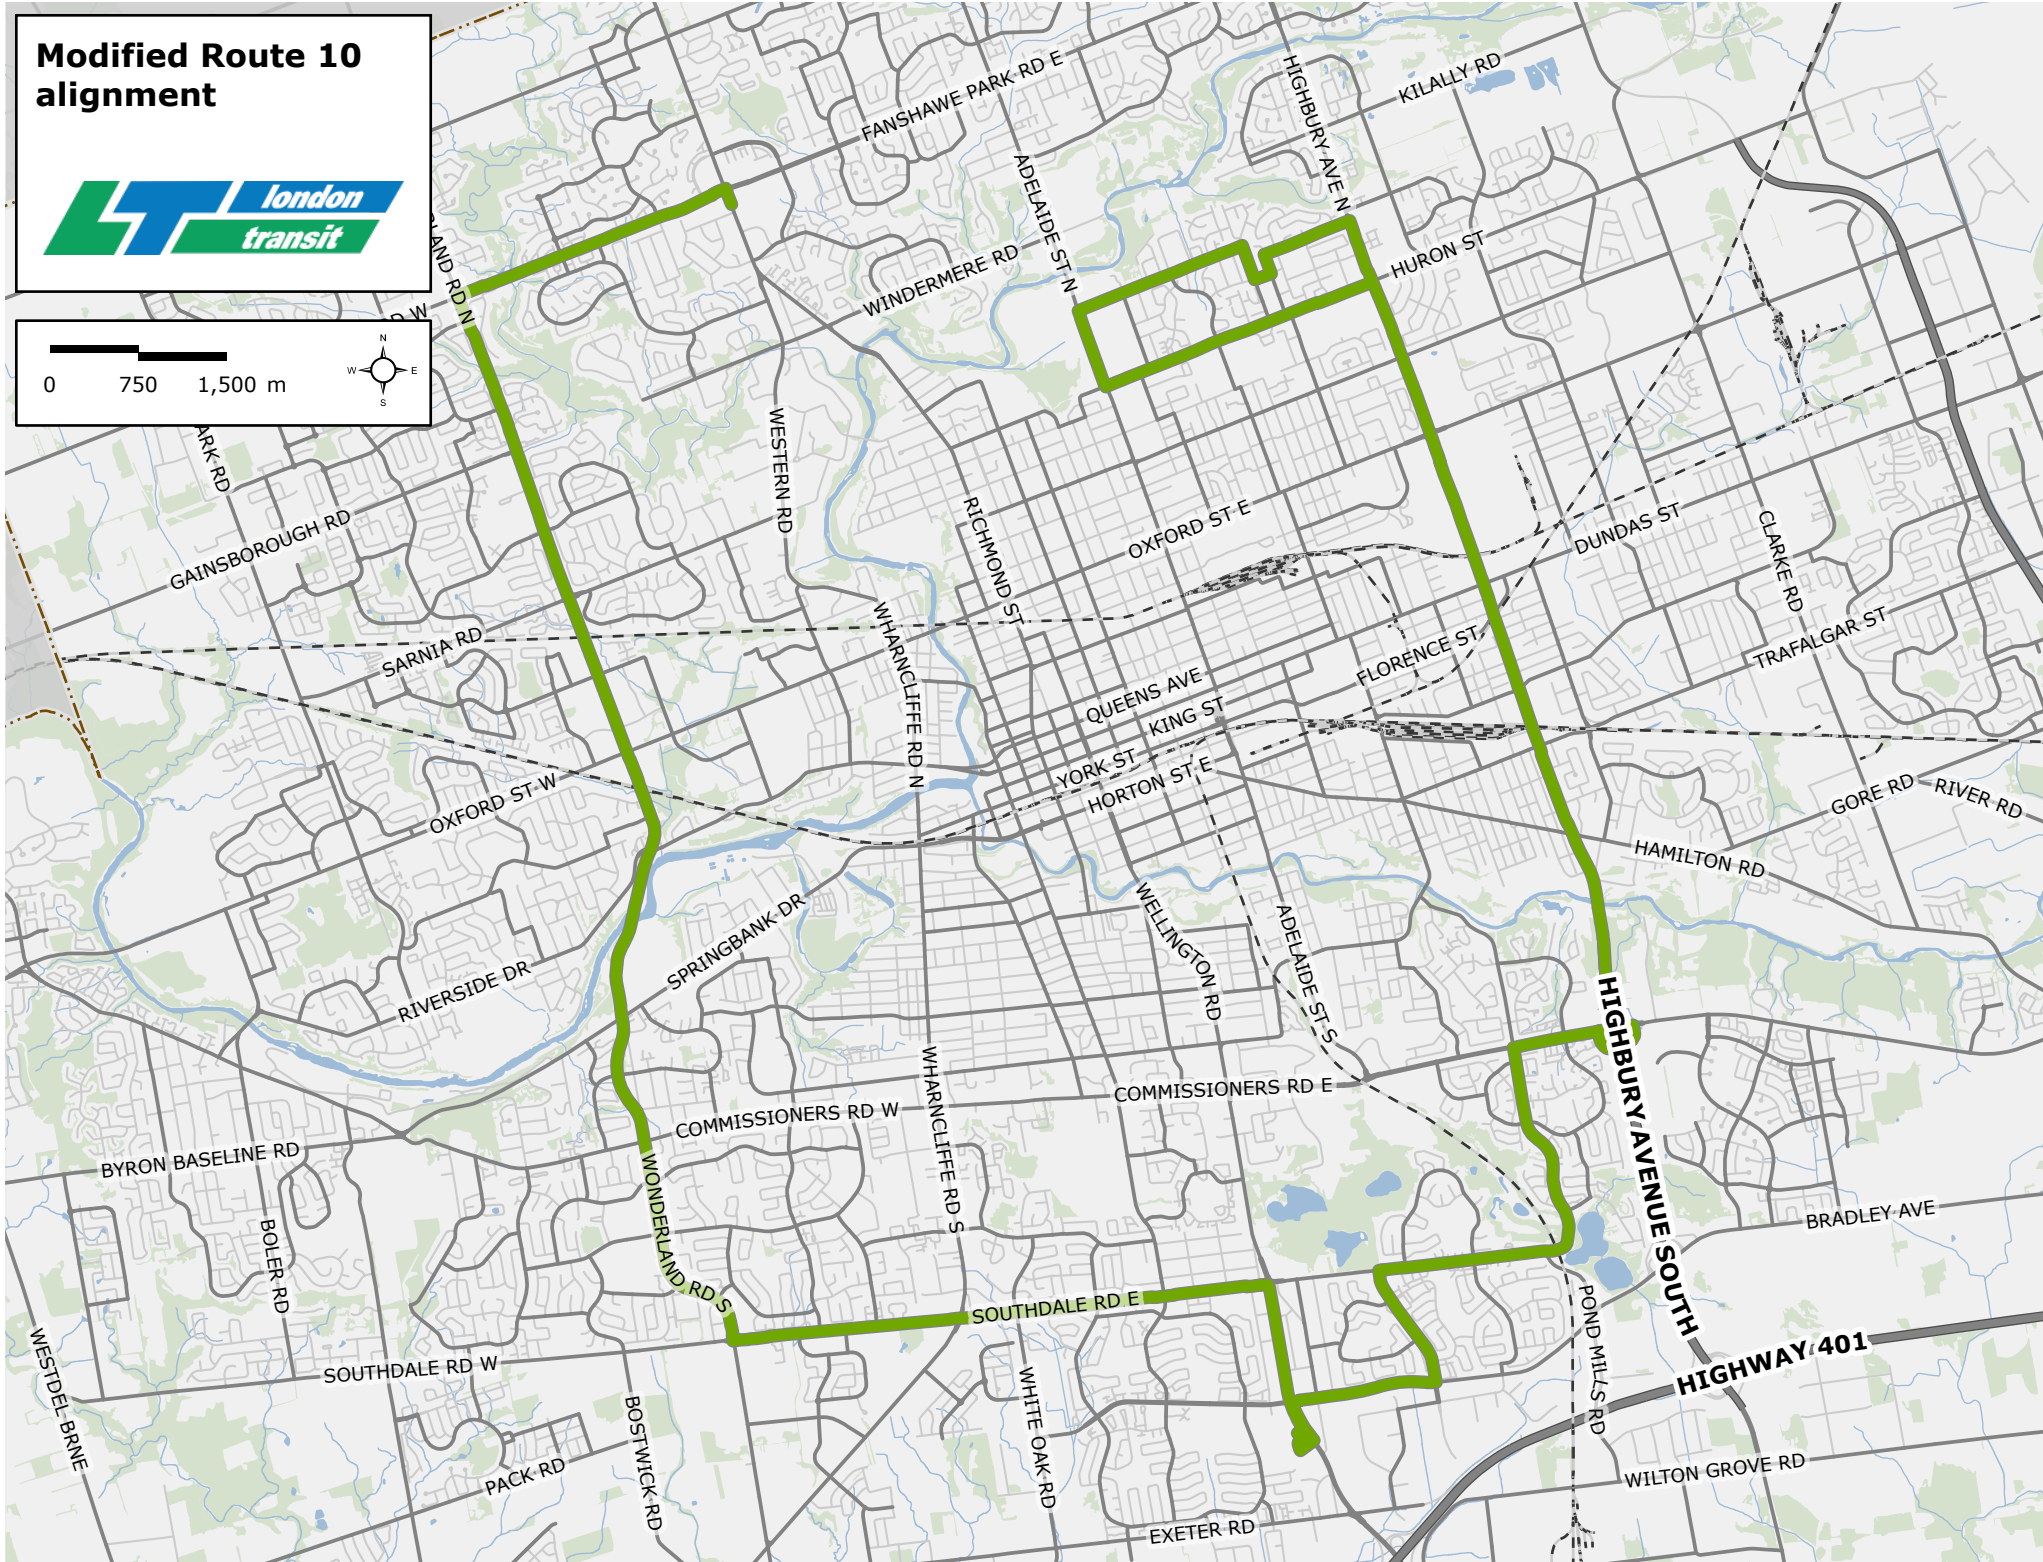 Modified Route 10
alignment
london
transit
0 750 1,500 m
N
W E
S
FANSHAWE PARK RD E
HIGHBURY AVE N
KILALLY RD
ADELAIDE ST N
HURON ST
WINDERMERE RD
LAND RD N
RD W
ARK RD
WESTERN RD
GAINSBOROUGH RD
RICHMOND ST
OXFORD ST E
DUNDAS ST
CLARKE RD
SARNIA RD
WHARNCLIFFE RD N
FLORENCE ST
TRAFALGAR ST
QUEENS AVE
KING ST
YORK ST
HORTON ST E
OXFORD ST W
GORE RD
RIVER RD
HAMILTON RD
SPRINGBANK DR
WELLINGTON RD
ADELAIDE ST S
RIVERSIDE DR
HIGHBURY AVENUE SOUTH
WHARNCLIFFE RD S
COMMISSIONERS RD W
COMMISSIONERS RD E
BYRON BASELINE RD
WONDERLAND RD S
BOLER RD
BRADLEY AVE
SOUTHDALE RD E
POND MILLS RD
HIGHWAY 401
WESTDEL BRNE
SOUTHDALE RD W
BOSTWICK RD
WHITE OAK RD
PACK RD
WILTON GROVE RD
EXETER RD